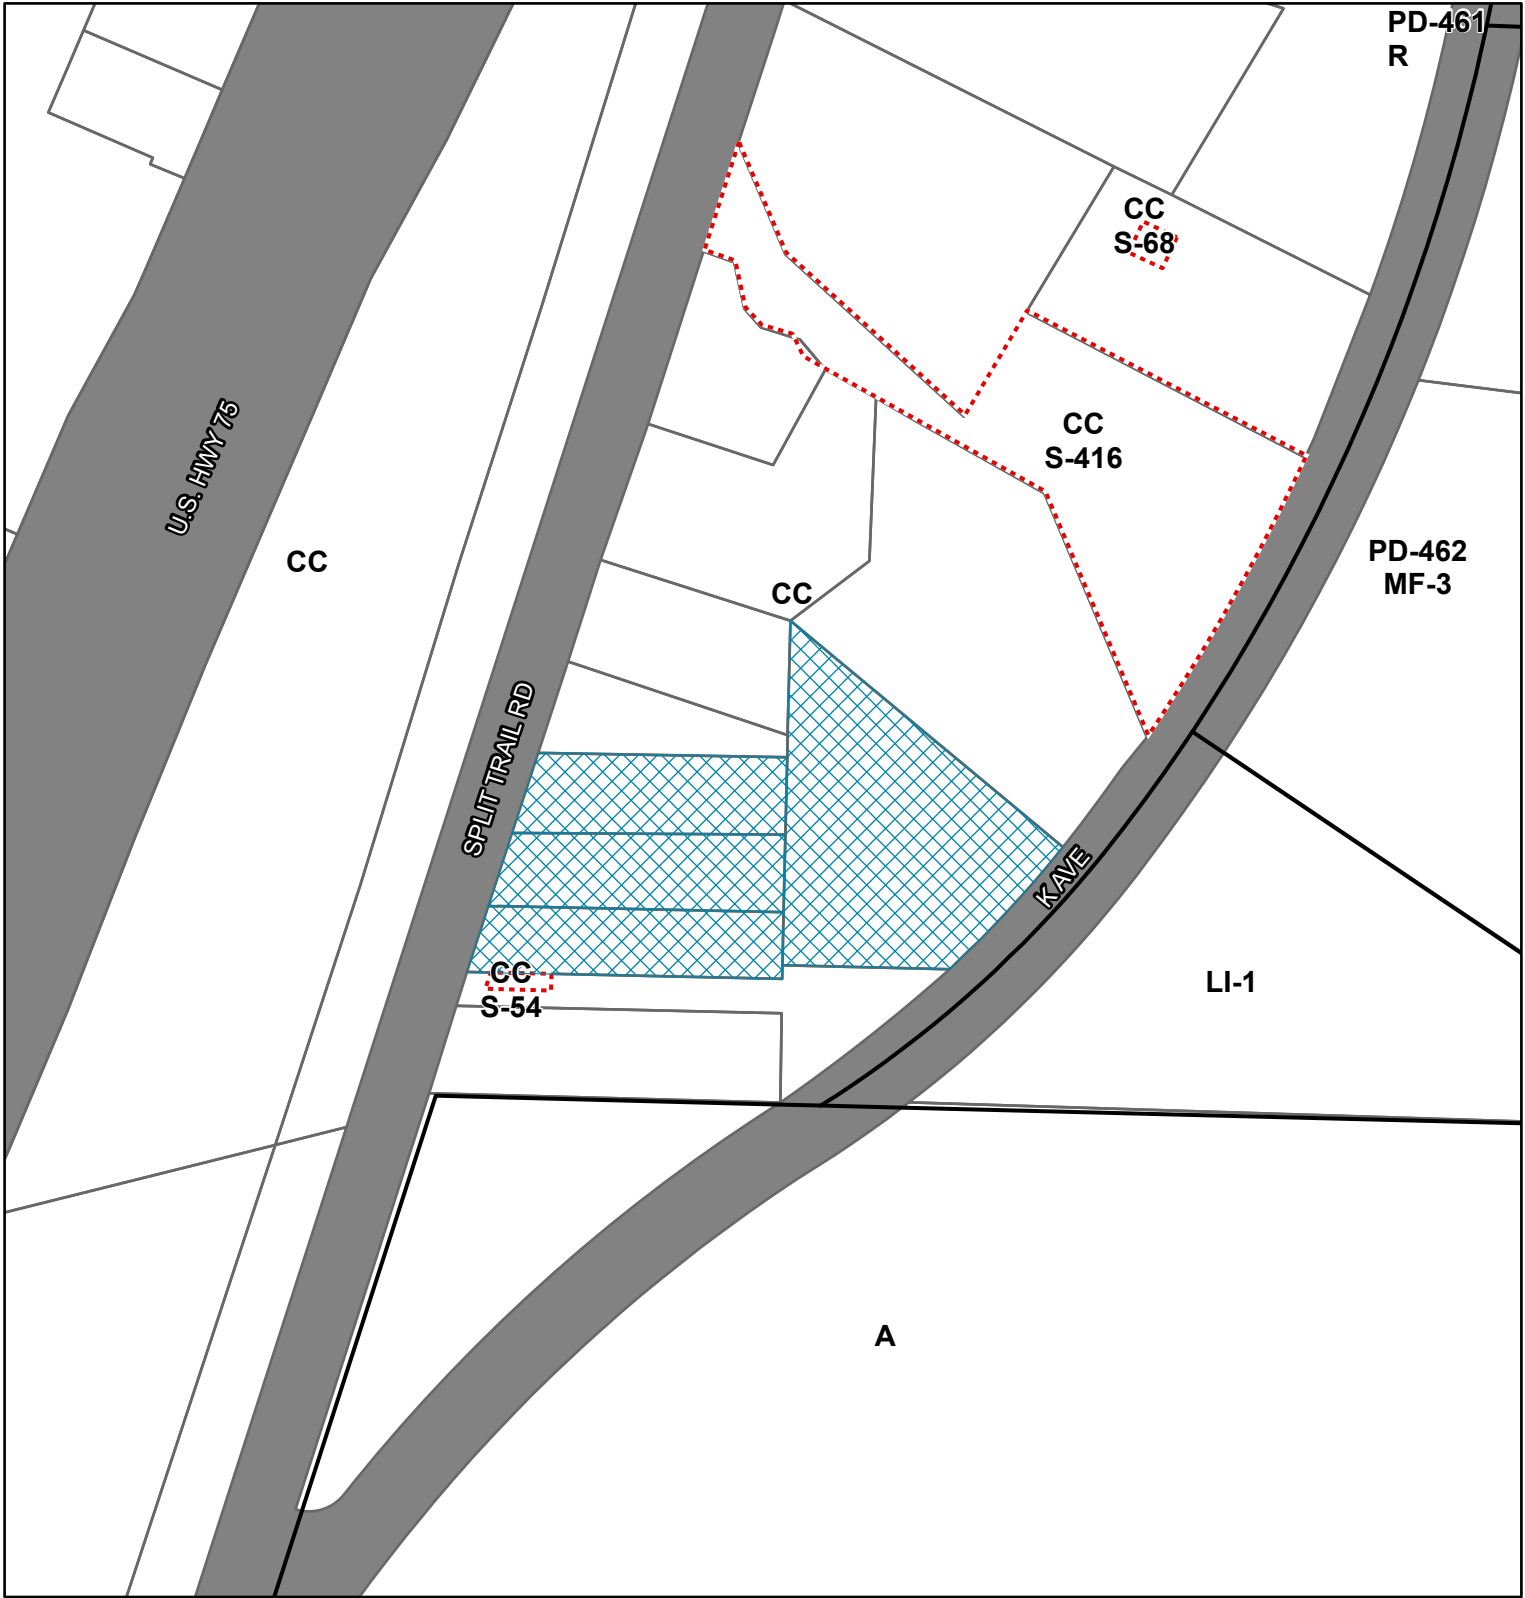 PD-461
R
CC
S-68
CC
S-416
U.S. HWY 75
CC
PD-462
MF-3
CC
SPLIT TRAIL RD
K AVE
CC
S-54
LI-1
A